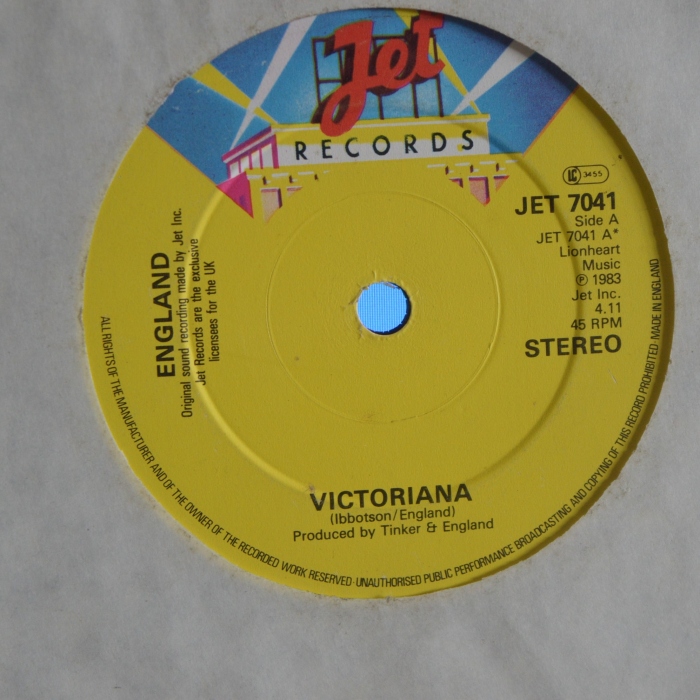 Jet
RECORDS
LC 3455
JET 7041
Side A
JET 7041 A*
Lionheart
Music
℗ 1983
Jet Inc.
4.11
45 RPM
STEREO
ENGLAND
Original sound recording made by Jet Inc.
Jet Records are the exclusive
licensees for the UK
VICTORIANA
(Ibbotson/England)
Produced by Tinker & England
ALL RIGHTS OF THE MANUFACTURER AND OF THE OWNER OF THE RECORDED WORK RESERVED · UNAUTHORISED PUBLIC PERFORMANCE BROADCASTING AND COPYING OF THIS RECORD PROHIBITED MADE IN ENGLAND